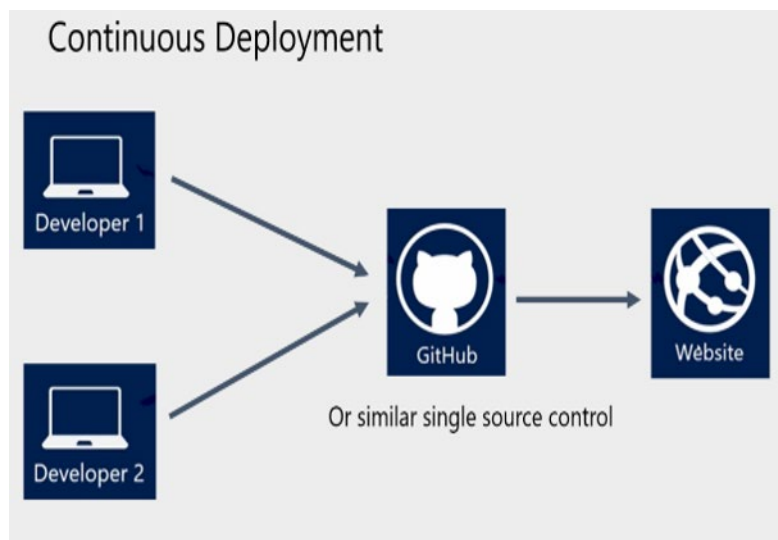 Continuous Deployment
Developer 1
GitHub
Website
Or similar single source control
Developer 2